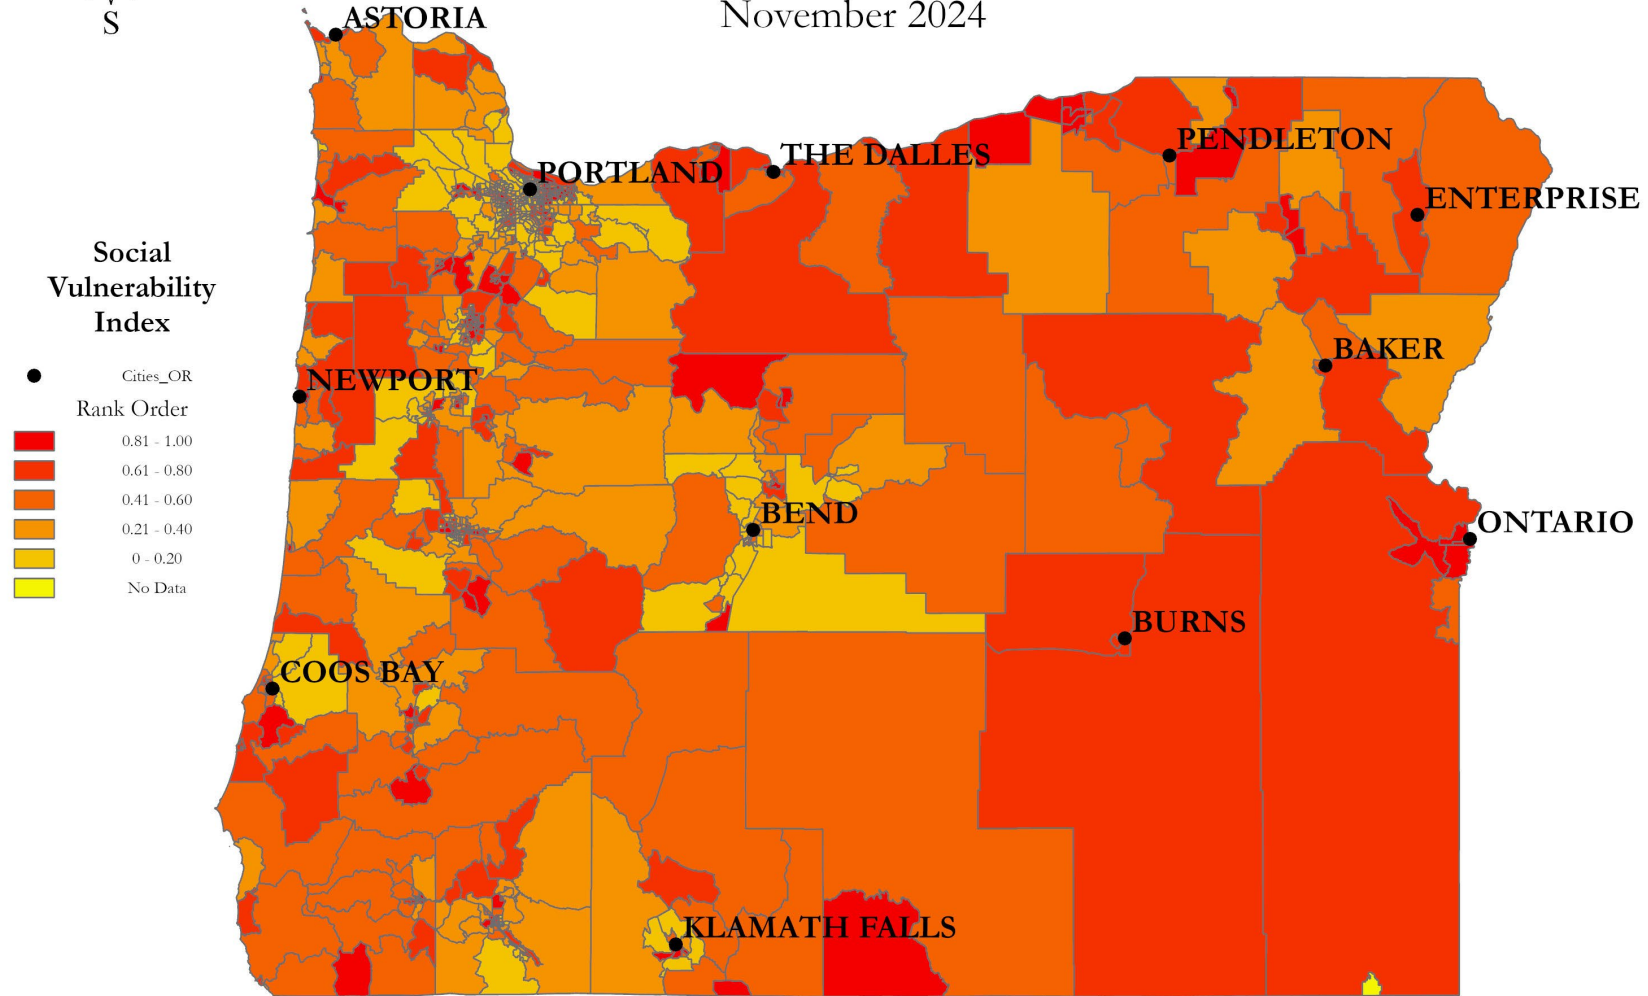 S
November 2024
ASTORIA
PORTLAND
THE DALLES
PENDLETON
ENTERPRISE
Social
Vulnerability
Index
Cities_OR
Rank Order
0.81 - 1.00
0.61 - 0.80
0.41 - 0.60
0.21 - 0.40
0 - 0.20
No Data
BAKER
NEWPORT
BEND
ONTARIO
BURNS
COOS BAY
KLAMATH FALLS